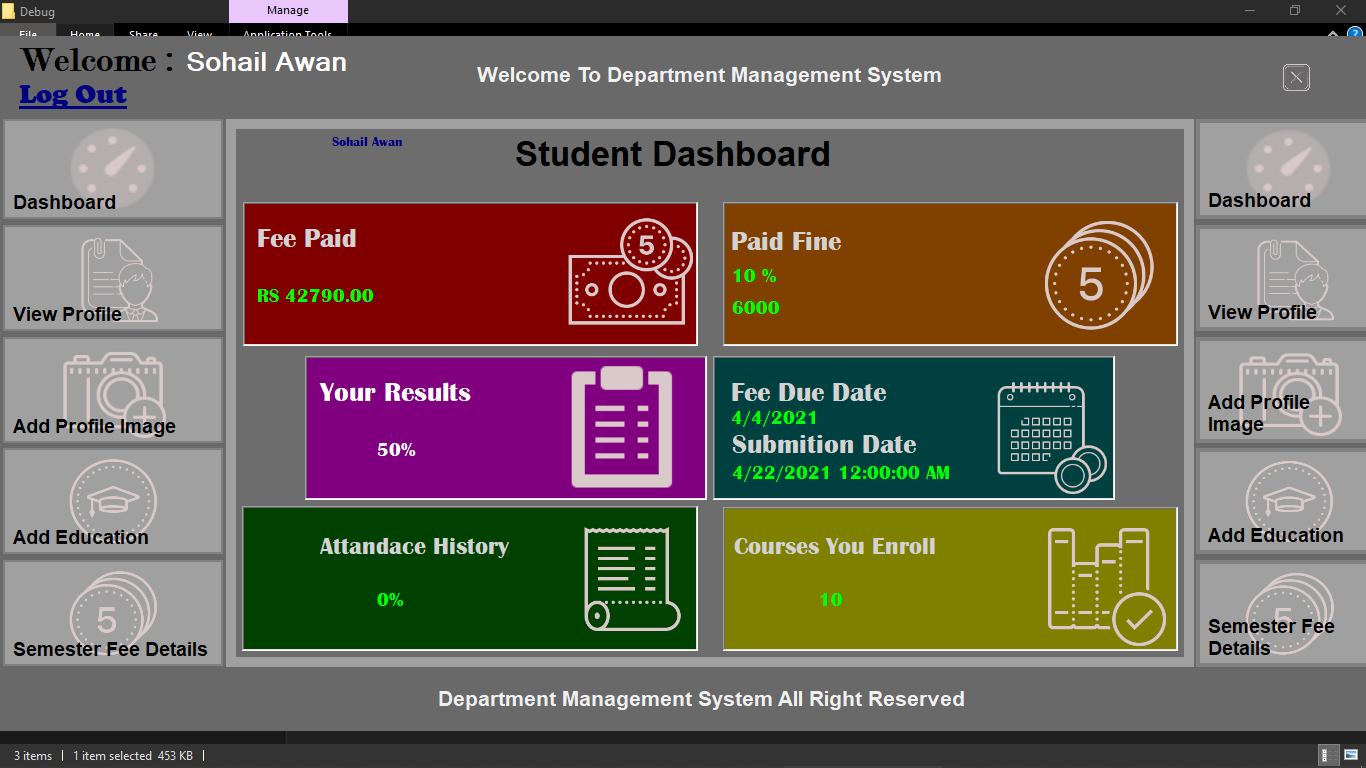 Debug
Manage
File Home Share View Application Tools
Welcome : Sohail Awan
Log Out
Welcome To Department Management System
Dashboard
View Profile
Add Profile Image
Add Education
5
Semester Fee Details
Sohail Awan
Student Dashboard
Fee Paid
RS 42790.00
5
Paid Fine
10 %
6000
5
Your Results
50%
Fee Due Date
4/4/2021
Submition Date
4/22/2021 12:00:00 AM
Attandace History
0%
Courses You Enroll
10
Dashboard
View Profile
Add Profile
Image
Add Education
5
Semester Fee
Details
Department Management System All Right Reserved
3 items 1 item selected 453 KB